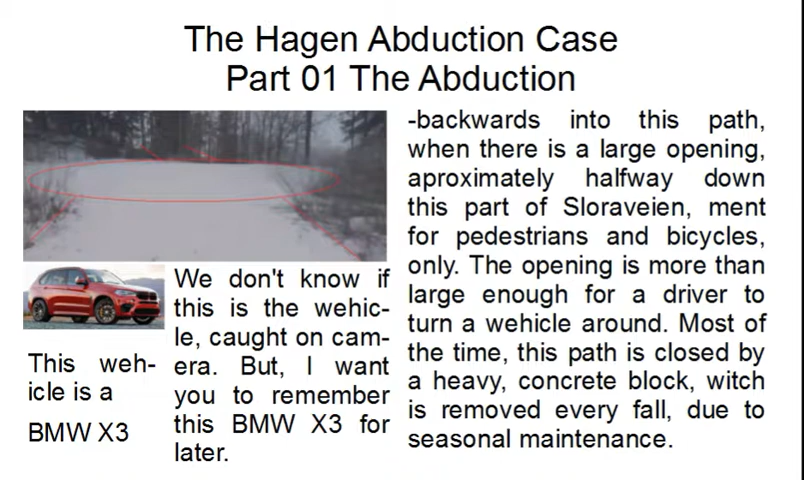 The Hagen Abduction Case
Part 01 The Abduction
This weh-
icle is a
BMW X3
We don't know if
this is the wehic-
le, caught on cam-
era. But, I want
you to remember
this BMW X3 for
later.
-backwards into this path,
when there is a large opening,
aproximately halfway down
this part of Sloraveien, ment
for pedestrians and bicycles,
only. The opening is more than
large enough for a driver to
turn a wehicle around. Most of
the time, this path is closed by
a heavy, concrete block, witch
is removed every fall, due to
seasonal maintenance.